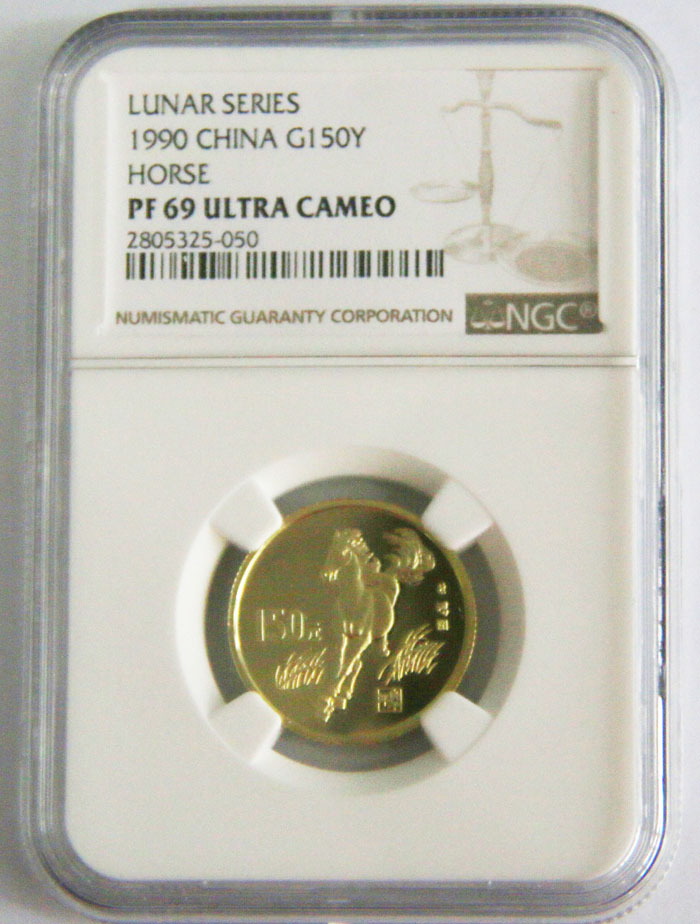 LUNAR SERIES
1990 CHINA G150Y
HORSE
PF 69 ULTRA CAMEO
2805325-050
NUMISMATIC GUARANTY CORPORATION
NGC®
150元